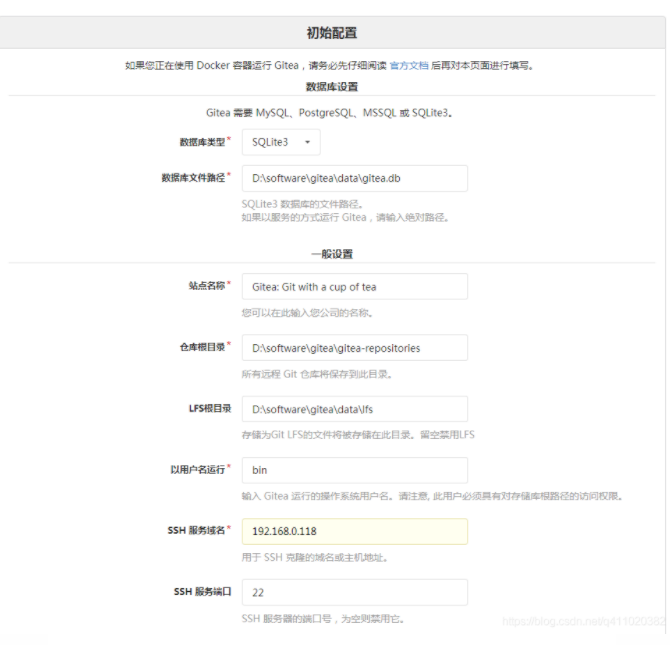 初始配置
如果您正在使用 Docker 容器运行 Gitea，请务必先仔细阅读 官方文档 后再对本页面进行填写。
数据库设置
Gitea 需要 MySQL、PostgreSQL、MSSQL 或 SQLite3。
数据库类型* SQLite3
数据库文件路径* D:\software\gitea\data\gitea.db
SQLite3 数据库的文件路径。
如果以服务的方式运行 Gitea，请输入绝对路径。
一般设置
站点名称* Gitea: Git with a cup of tea
您可以在此输入您公司的名称。
仓库根目录* D:\software\gitea\gitea-repositories
所有远程 Git 仓库将保存到此目录。
LFS根目录 D:\software\gitea\data\lfs
存储为Git LFS的文件将被存储在此目录。留空禁用LFS
以用户名运行* bin
输入 Gitea 运行的操作系统用户名。请注意, 此用户必须具有对存储库根路径的访问权限。
SSH 服务域名* 192.168.0.118
用于 SSH 克隆的域名或主机地址。
SSH 服务端口 22
SSH 服务器的端口号，为空则禁用它。
https://blog.csdn.net/q411020382